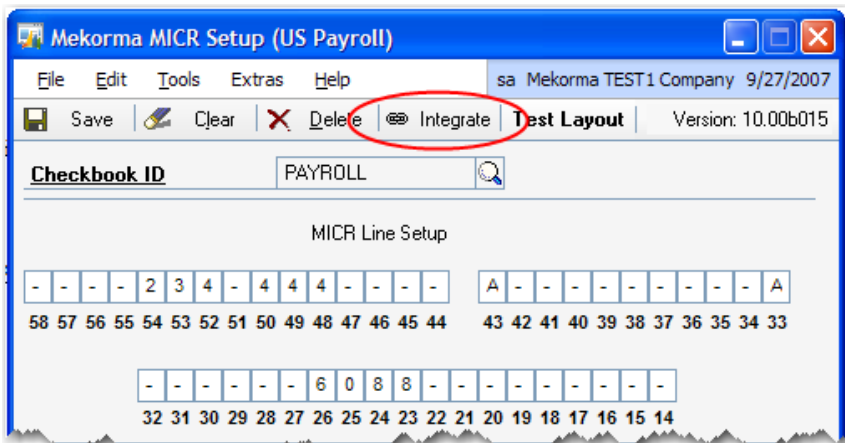 Mekorma MICR Setup (US Payroll)
File Edit Tools Extras Help sa Mekorma TEST1 Company 9/27/2007
Save Clear Delete Integrate Test Layout Version: 10.00b015
Checkbook ID PAYROLL
MICR Line Setup
- - - - 2 3 4 - 4 4 4 - - - - A - - - - - - - - - A
58 57 56 55 54 53 52 51 50 49 48 47 46 45 44 43 42 41 40 39 38 37 36 35 34 33
- - - - - - 6 0 8 8 - - - - - - - - -
32 31 30 29 28 27 26 25 24 23 22 21 20 19 18 17 16 15 14